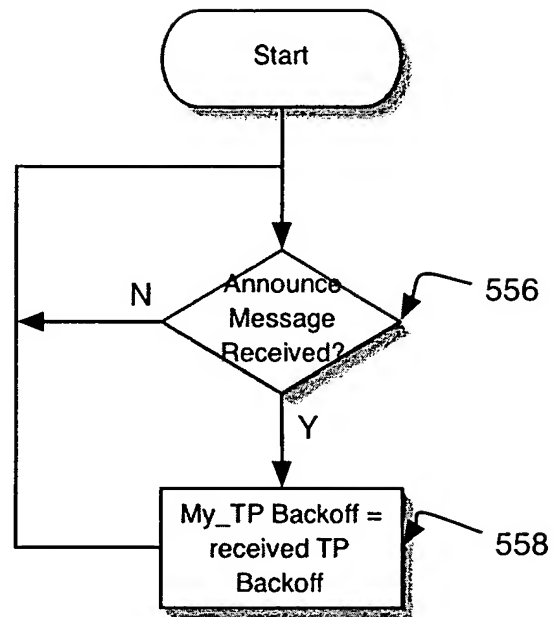 Start
Announce
Message
Received?
556
N
Y
My_TP Backoff =
received TP
Backoff
558